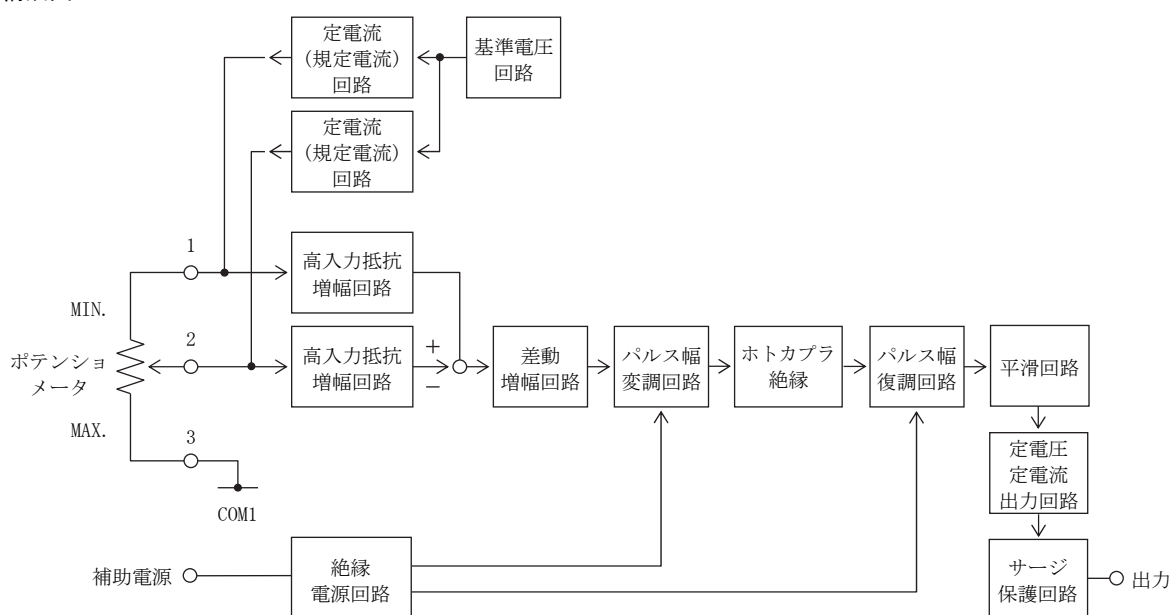 定電流
(規定電流)
回路
基準電圧
回路
定電流
(規定電流)
回路
1
高入力抵抗
増幅回路
MIN.
2
ポテンショ
メータ
高入力抵抗
増幅回路
+
−
差動
増幅回路
パルス幅
変調回路
ホトカプラ
絶縁
パルス幅
復調回路
平滑回路
MAX.
3
COM1
定電圧
定電流
出力回路
補助電源
絶縁
電源回路
サージ
保護回路
出力